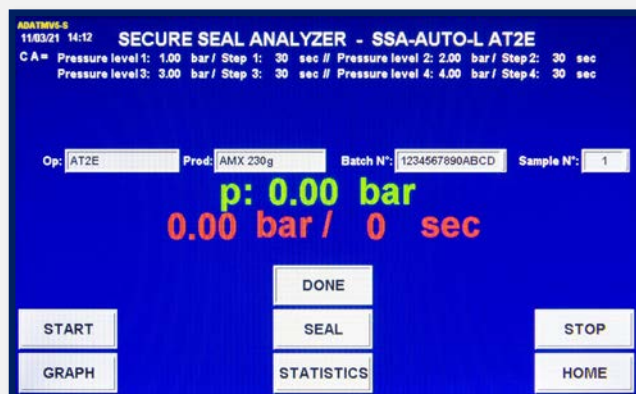 ADATMV6-S
11/03/21 14:12 SECURE SEAL ANALYZER - SSA-AUTO-L AT2E
C A = Pressure level 1: 1.00 bar / Step 1: 30 sec // Pressure level 2: 2.00 bar / Step 2: 30 sec
Pressure level 3: 3.00 bar / Step 3: 30 sec // Pressure level 4: 4.00 bar / Step 4: 30 sec
Op: AT2E Prod: AMX 230g Batch N°: 1234567890ABCD Sample N°: 1
p: 0.00 bar
0.00 bar / 0 sec
DONE
START SEAL STOP
GRAPH STATISTICS HOME